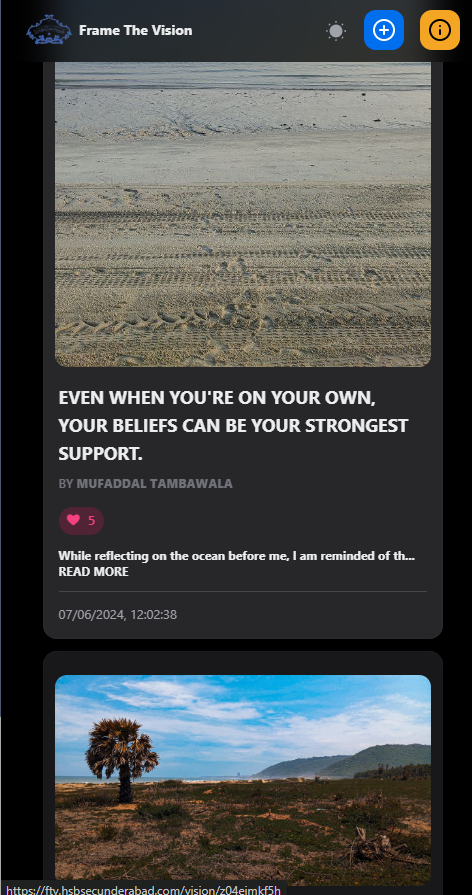 Frame The Vision
EVEN WHEN YOU'RE ON YOUR OWN,
YOUR BELIEFS CAN BE YOUR STRONGEST
SUPPORT.
BY MUFADDAL TAMBAWALA
5
While reflecting on the ocean before me, I am reminded of th...
READ MORE
07/06/2024, 12:02:38
https://ftv.hsbsecunderabad.com/vision/z04eimkf5h